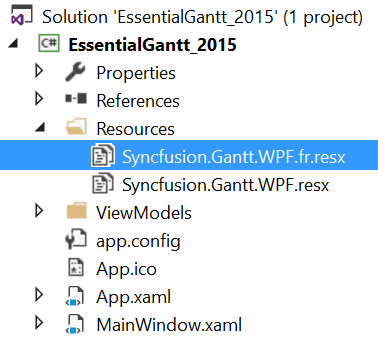 Solution 'EssentialGantt_2015' (1 project)
C# EssentialGantt_2015
Properties
References
Resources
Syncfusion.Gantt.WPF.fr.resx
Syncfusion.Gantt.WPF.resx
ViewModels
app.config
App.ico
App.xaml
MainWindow.xaml